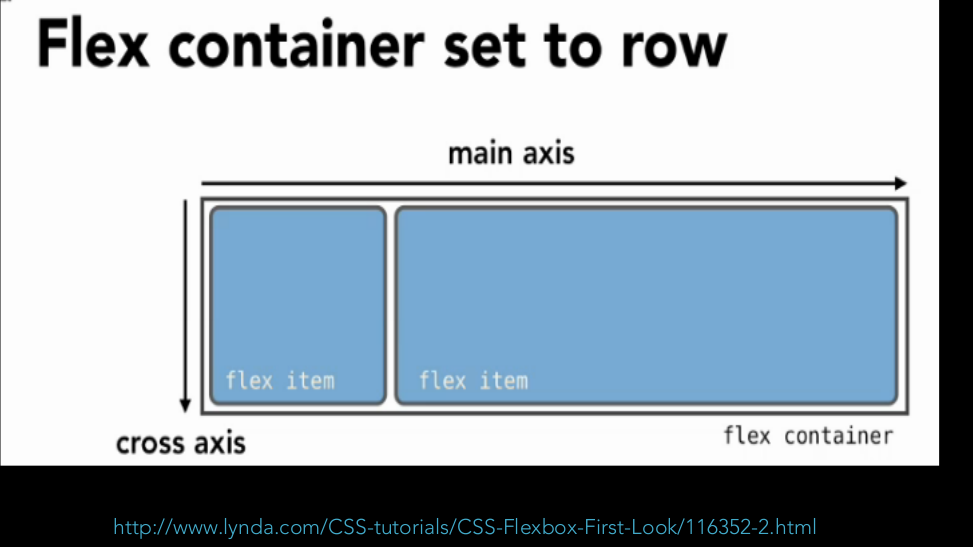 Flex container set to row
main axis
flex item flex item
cross axis
flex container
http://www.lynda.com/CSS-tutorials/CSS-Flexbox-First-Look/116352-2.html